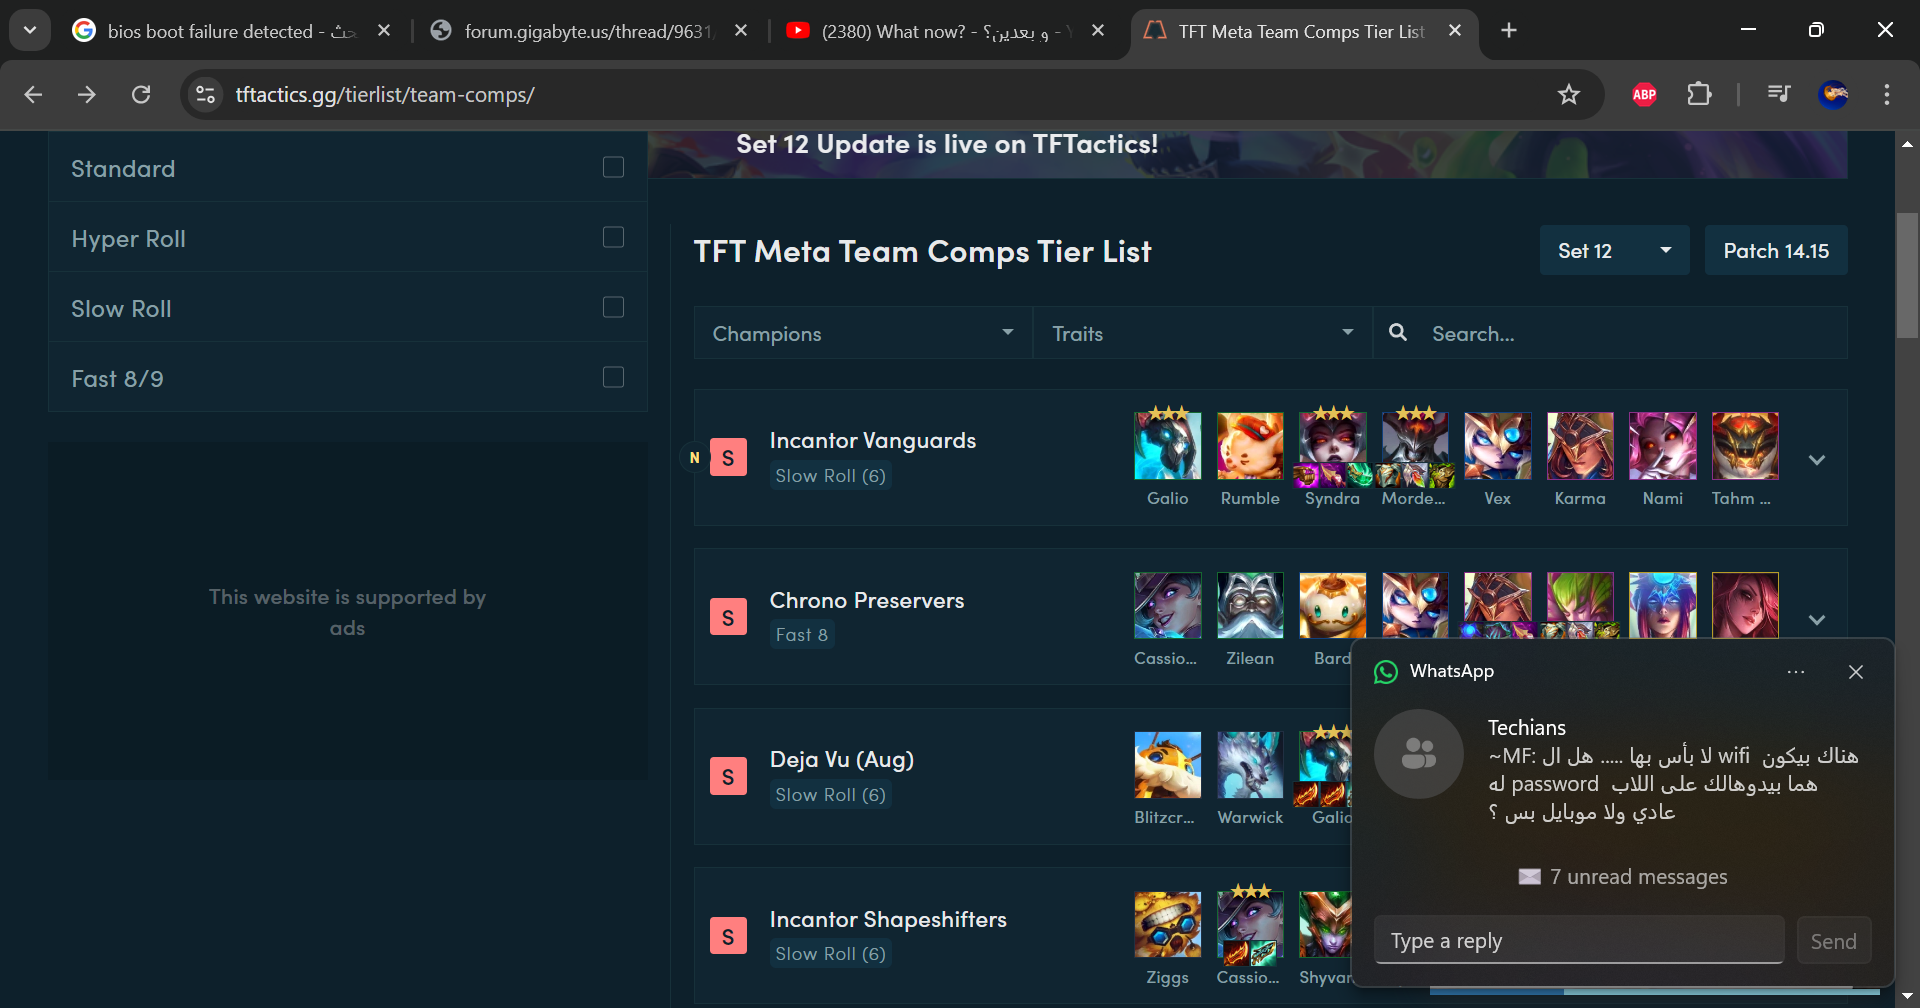 bios boot failure detected - بحث
forum.gigabyte.us/thread/9631
(2380) What now? - و بعدين؟ -
TFT Meta Team Comps Tier List
tftactics.gg/tierlist/team-comps/
ABP
Set 12 Update is live on TFTactics!
Standard
Hyper Roll
Slow Roll
Fast 8/9
This website is supported by
ads
TFT Meta Team Comps Tier List
Set 12
Patch 14.15
Champions
Traits
Search...
N
S
Incantor Vanguards
Slow Roll (6)
Galio
Rumble
Syndra
Morde...
Vex
Karma
Nami
Tahm ...
S
Chrono Preservers
Fast 8
Cassio...
Zilean
Bard
S
Deja Vu (Aug)
Slow Roll (6)
Blitzcr...
Warwick
Galio
S
Incantor Shapeshifters
Slow Roll (6)
Ziggs
Cassio...
Shyvan
WhatsApp
Techians
~MF: لا بأس بها ..... هل ال wifi هناك بيكون
له password هما بيدوهالك على اللاب
عادي ولا موبايل بس ؟
7 unread messages
Type a reply
Send